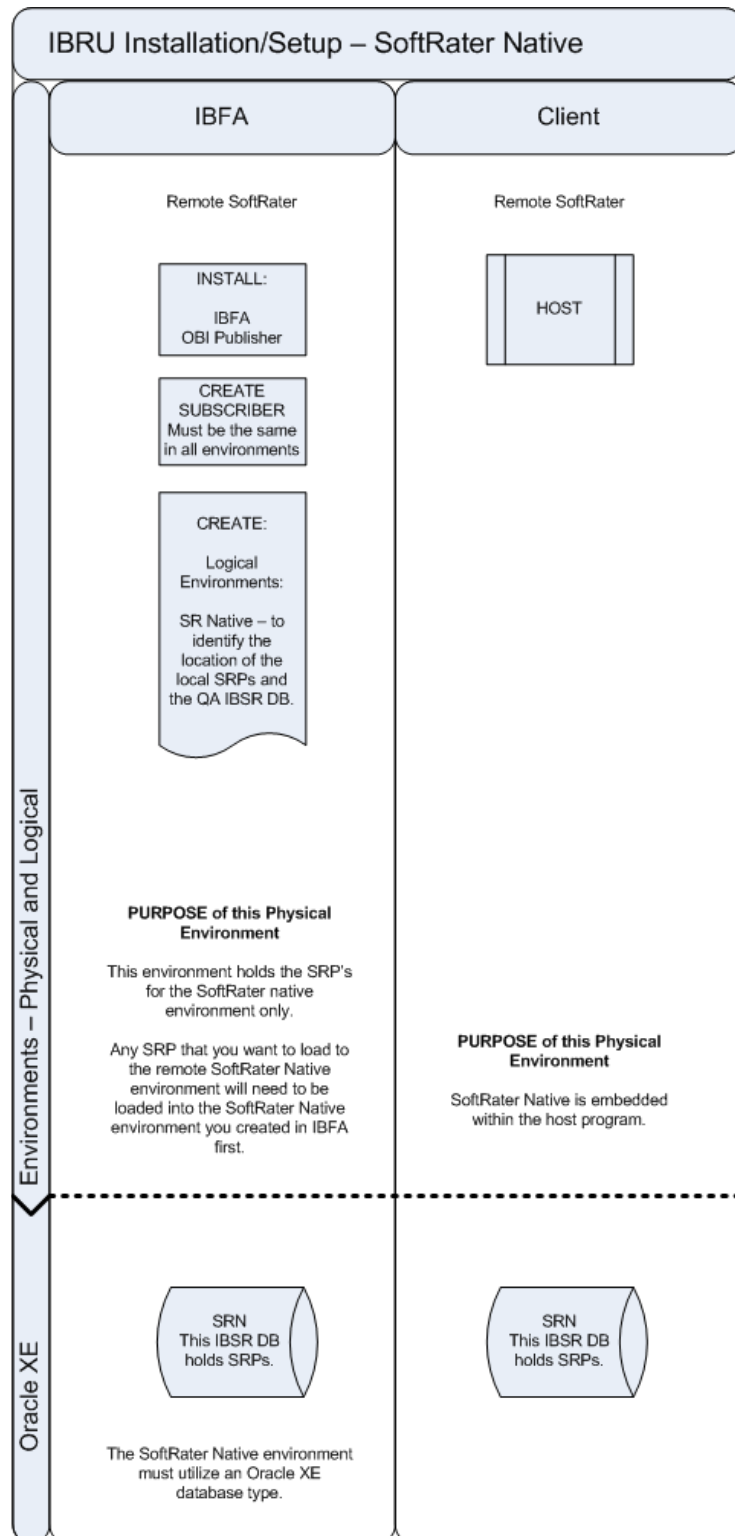 IBRU Installation/Setup – SoftRater Native
IBFA
Client
Environments – Physical and Logical
Remote SoftRater
INSTALL:
IBFA
OBI Publisher
CREATE
SUBSCRIBER
Must be the same
in all environments
CREATE:
Logical
Environments:
SR Native – to
identify the
location of the
local SRPs and
the QA IBSR DB.
PURPOSE of this Physical
Environment
This environment holds the SRP's
for the SoftRater native
environment only.
Any SRP that you want to load to
the remote SoftRater Native
environment will need to be
loaded into the SoftRater Native
environment you created in IBFA
first.
Remote SoftRater
HOST
PURPOSE of this Physical
Environment
SoftRater Native is embedded
within the host program.
Oracle XE
SRN
This IBSR DB
holds SRPs.
The SoftRater Native environment
must utilize an Oracle XE
database type.
SRN
This IBSR DB
holds SRPs.